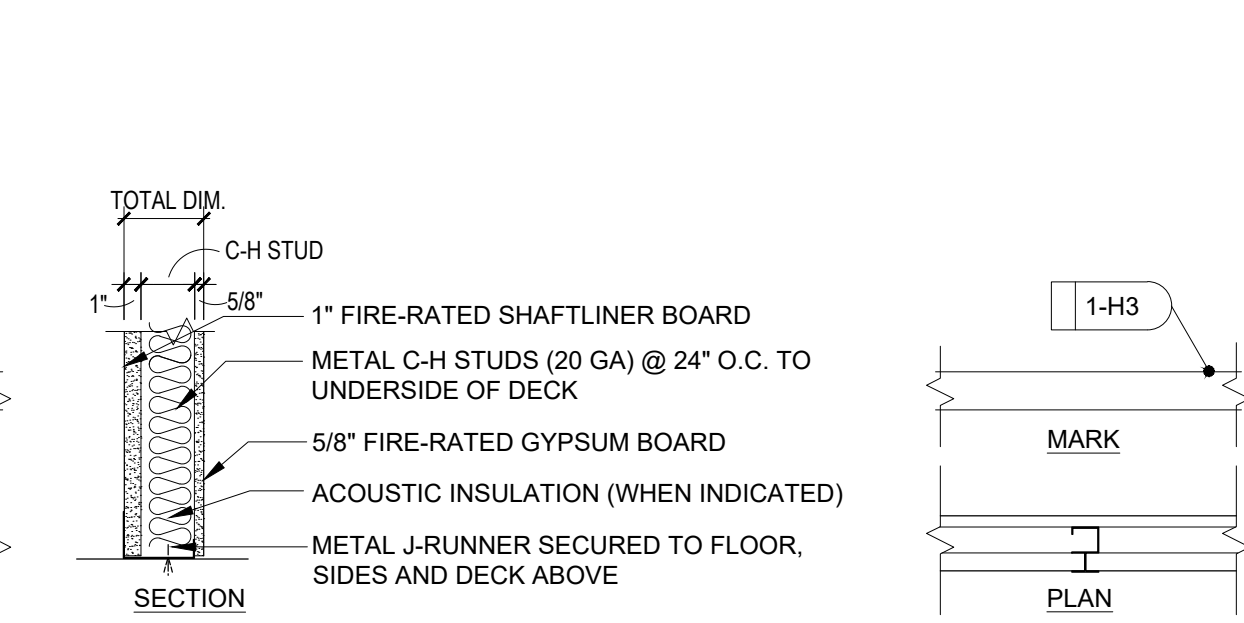 TOTAL DIM.
C-H STUD
1"
5/8"
1" FIRE-RATED SHAFTLINER BOARD
METAL C-H STUDS (20 GA) @ 24" O.C. TO
UNDERSIDE OF DECK
5/8" FIRE-RATED GYPSUM BOARD
ACOUSTIC INSULATION (WHEN INDICATED)
METAL J-RUNNER SECURED TO FLOOR,
SIDES AND DECK ABOVE
SECTION
1-H3
MARK
PLAN